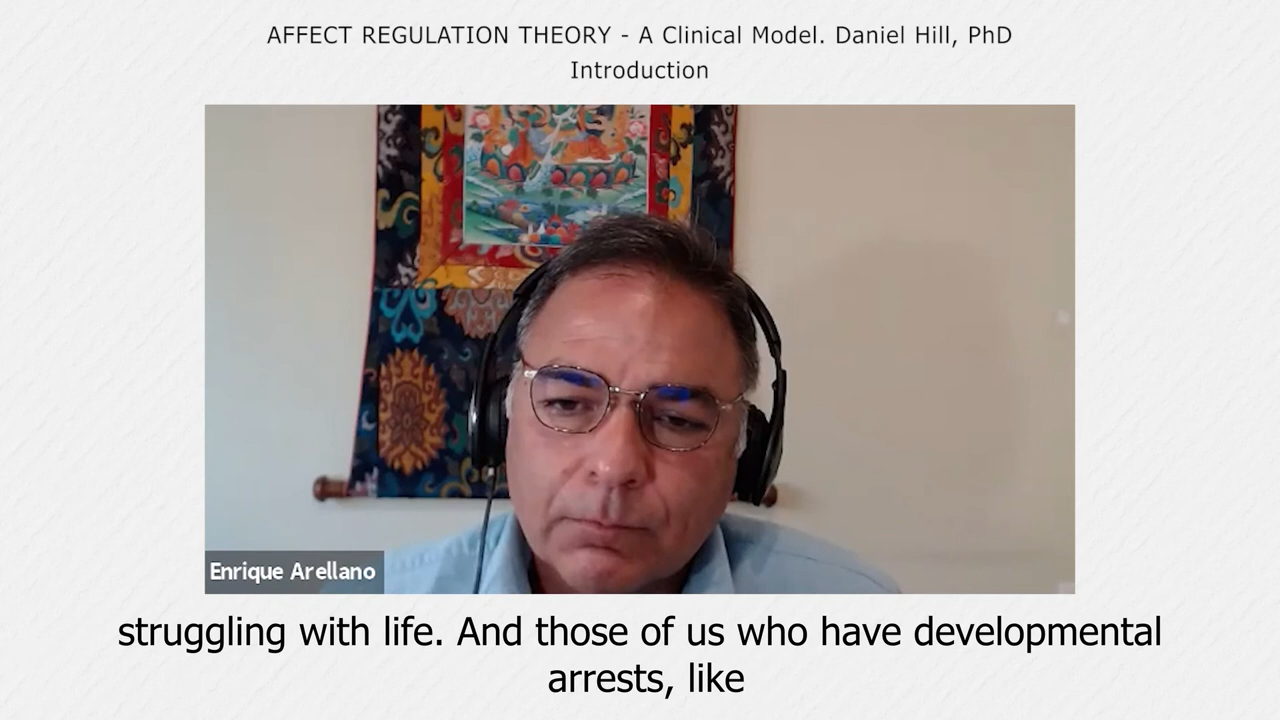 AFFECT REGULATION THEORY - A Clinical Model. Daniel Hill, PhD
Introduction
Enrique Arellano
struggling with life. And those of us who have developmental
arrests, like